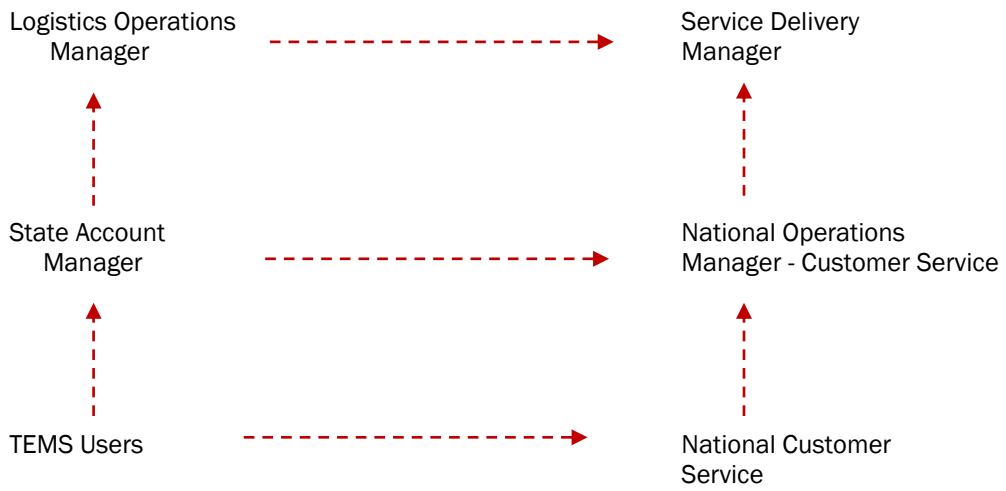 Logistics Operations
Manager
Service Delivery
Manager
State Account
Manager
National Operations
Manager - Customer Service
TEMS Users
National Customer
Service